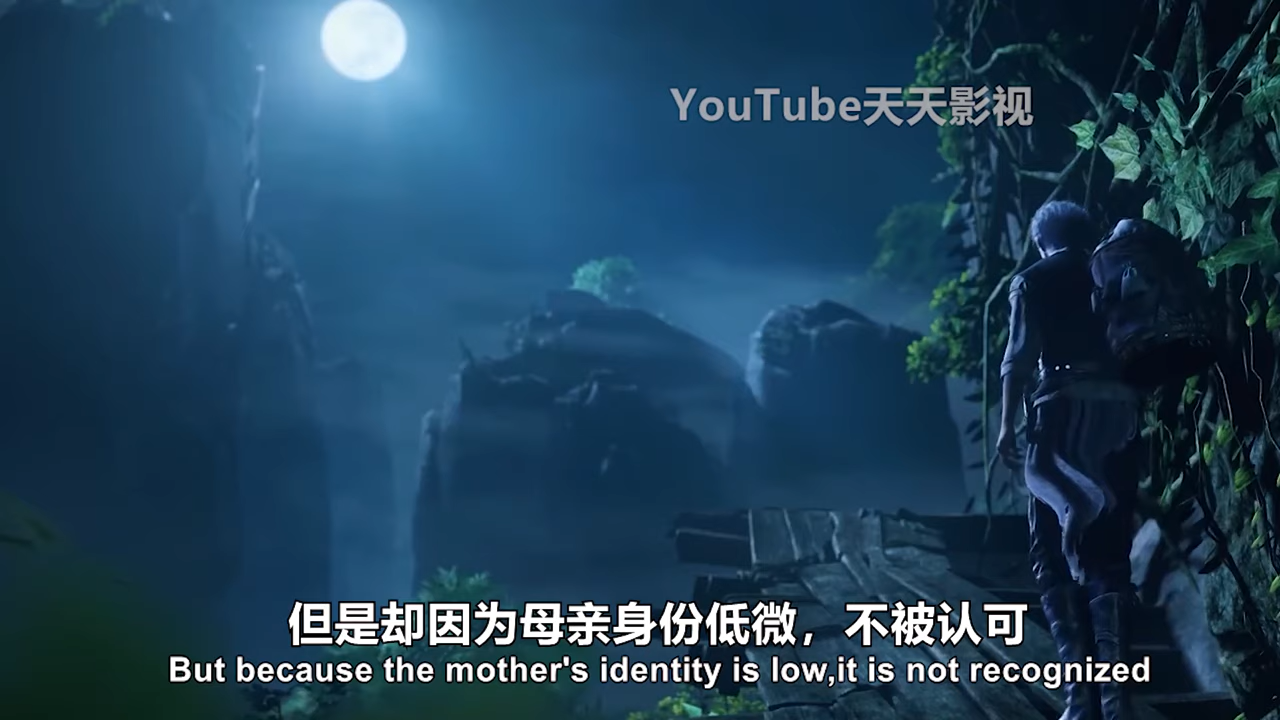 YouTube天天影视
但是却因为母亲身份低微，不被认可
But because the mother's identity is low,it is not recognized